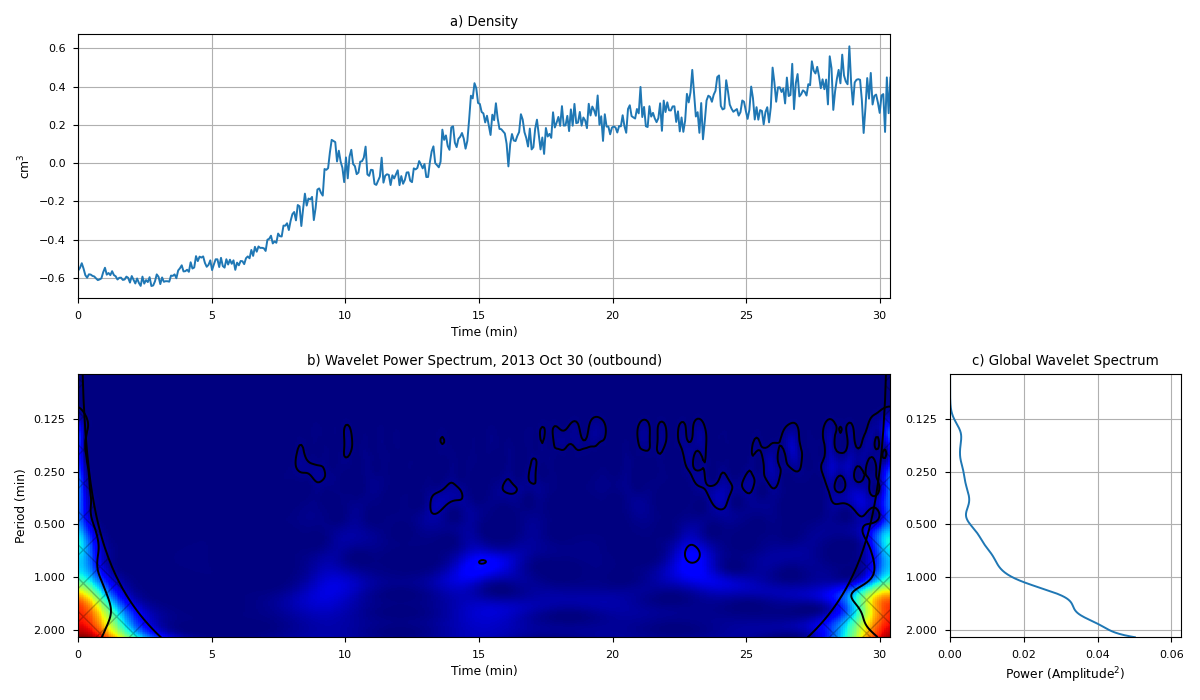 a) Density
0.6
0.4
0.2
0.0
−0.2
−0.4
−0.6
cm³
0 5 10 15 20 25 30
Time (min)
b) Wavelet Power Spectrum, 2013 Oct 30 (outbound)
0.125
0.250
0.500
1.000
2.000
Period (min)
0 5 10 15 20 25 30
Time (min)
c) Global Wavelet Spectrum
0.125
0.250
0.500
1.000
2.000
0.00 0.02 0.04 0.06
Power (Amplitude²)